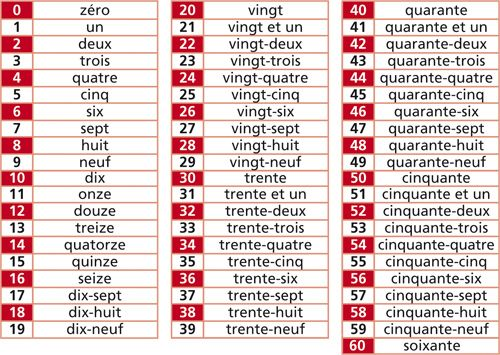 0 zéro
1 un
2 deux
3 trois
4 quatre
5 cinq
6 six
7 sept
8 huit
9 neuf
10 dix
11 onze
12 douze
13 treize
14 quatorze
15 quinze
16 seize
17 dix-sept
18 dix-huit
19 dix-neuf
20 vingt
21 vingt et un
22 vingt-deux
23 vingt-trois
24 vingt-quatre
25 vingt-cinq
26 vingt-six
27 vingt-sept
28 vingt-huit
29 vingt-neuf
30 trente
31 trente et un
32 trente-deux
33 trente-trois
34 trente-quatre
35 trente-cinq
36 trente-six
37 trente-sept
38 trente-huit
39 trente-neuf
40 quarante
41 quarante et un
42 quarante-deux
43 quarante-trois
44 quarante-quatre
45 quarante-cinq
46 quarante-six
47 quarante-sept
48 quarante-huit
49 quarante-neuf
50 cinquante
51 cinquante et un
52 cinquante-deux
53 cinquante-trois
54 cinquante-quatre
55 cinquante-cinq
56 cinquante-six
57 cinquante-sept
58 cinquante-huit
59 cinquante-neuf
60 soixante